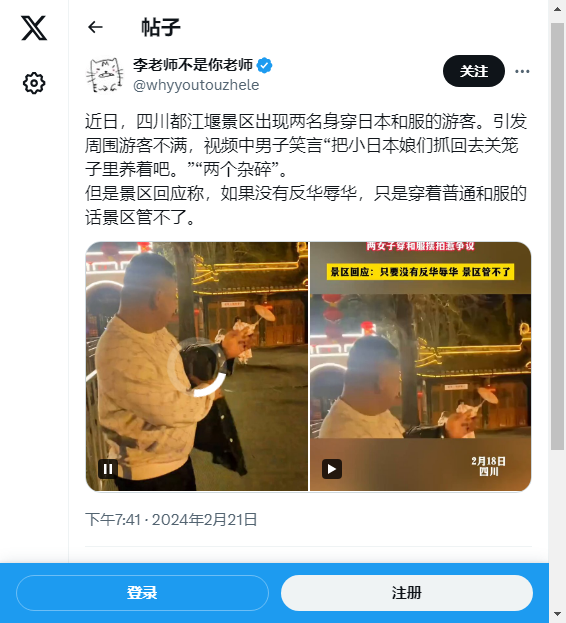 帖子
李老师不是你老师
@whyyoutouzhele
关注
近日，四川都江堰景区出现两名身穿日本和服的游客。引发
周围游客不满，视频中男子笑言“把小日本娘们抓回去关笼
子里养着吧。”“两个杂碎”。
但是景区回应称，如果没有反华辱华，只是穿着普通和服的
话景区管不了。
两女子穿和服摆拍惹争议
景区回应：只要没有反华辱华 景区管不了
2月18日
四川
下午7:41 · 2024年2月21日
登录
注册